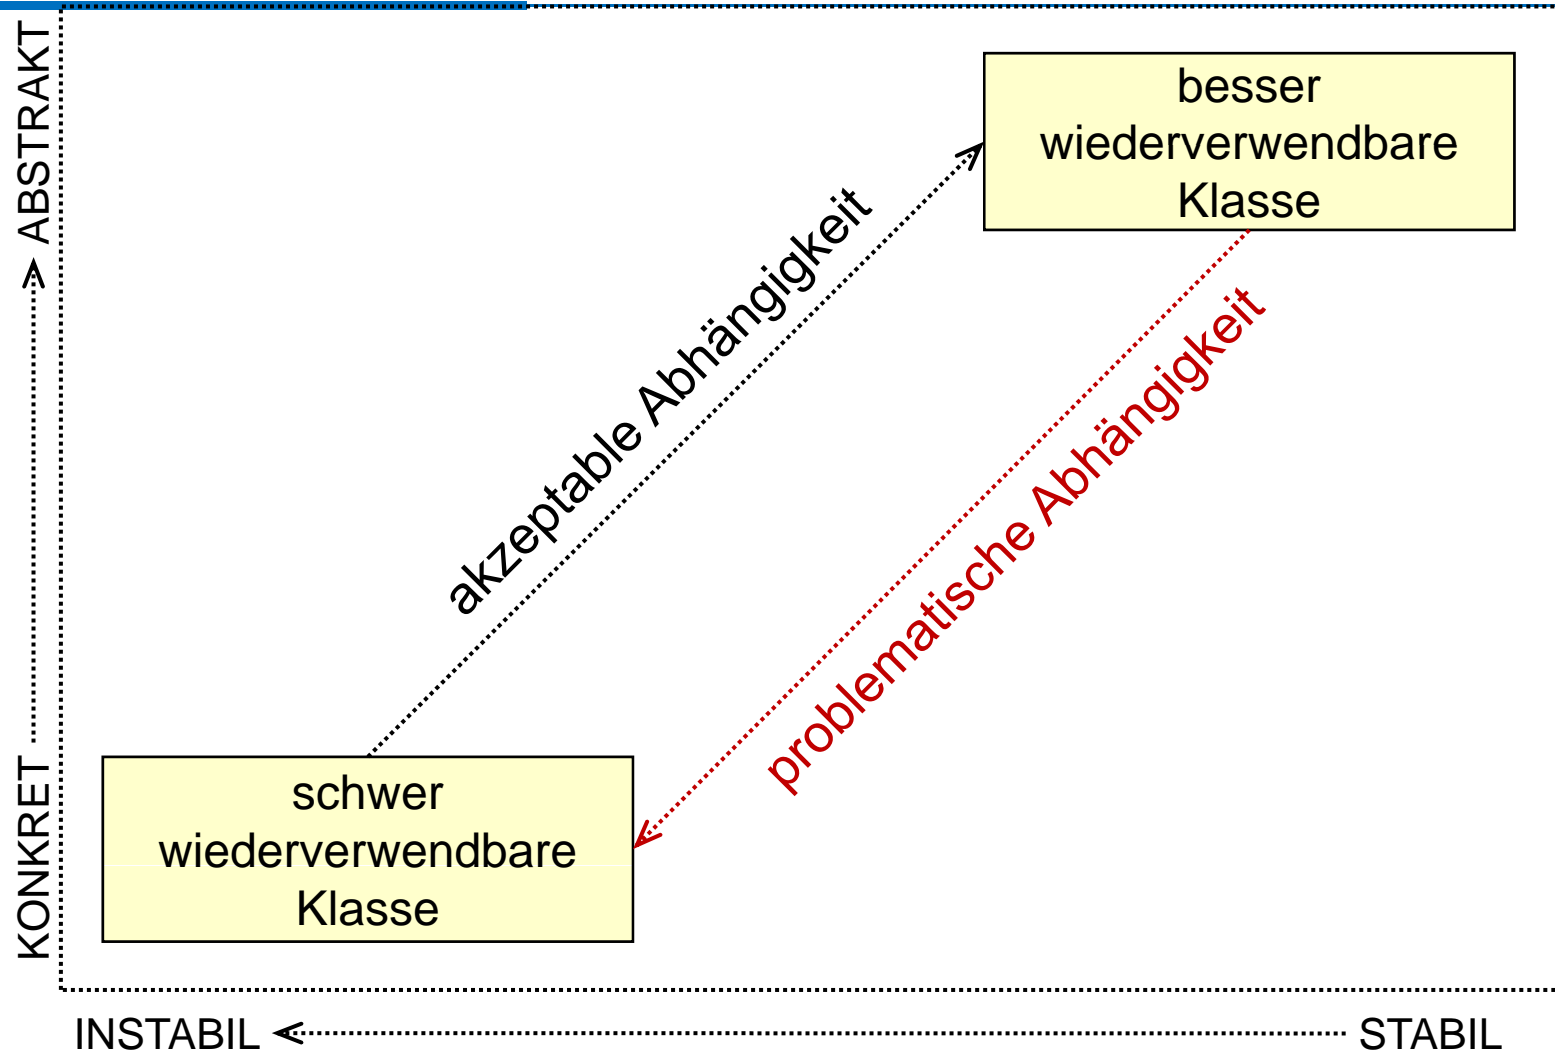 ABSTRAKT
KONKRET
besser
wiederverwendbare
Klasse
akzeptable Abhängigkeit
problematische Abhängigkeit
schwer
wiederverwendbare
Klasse
INSTABIL
STABIL